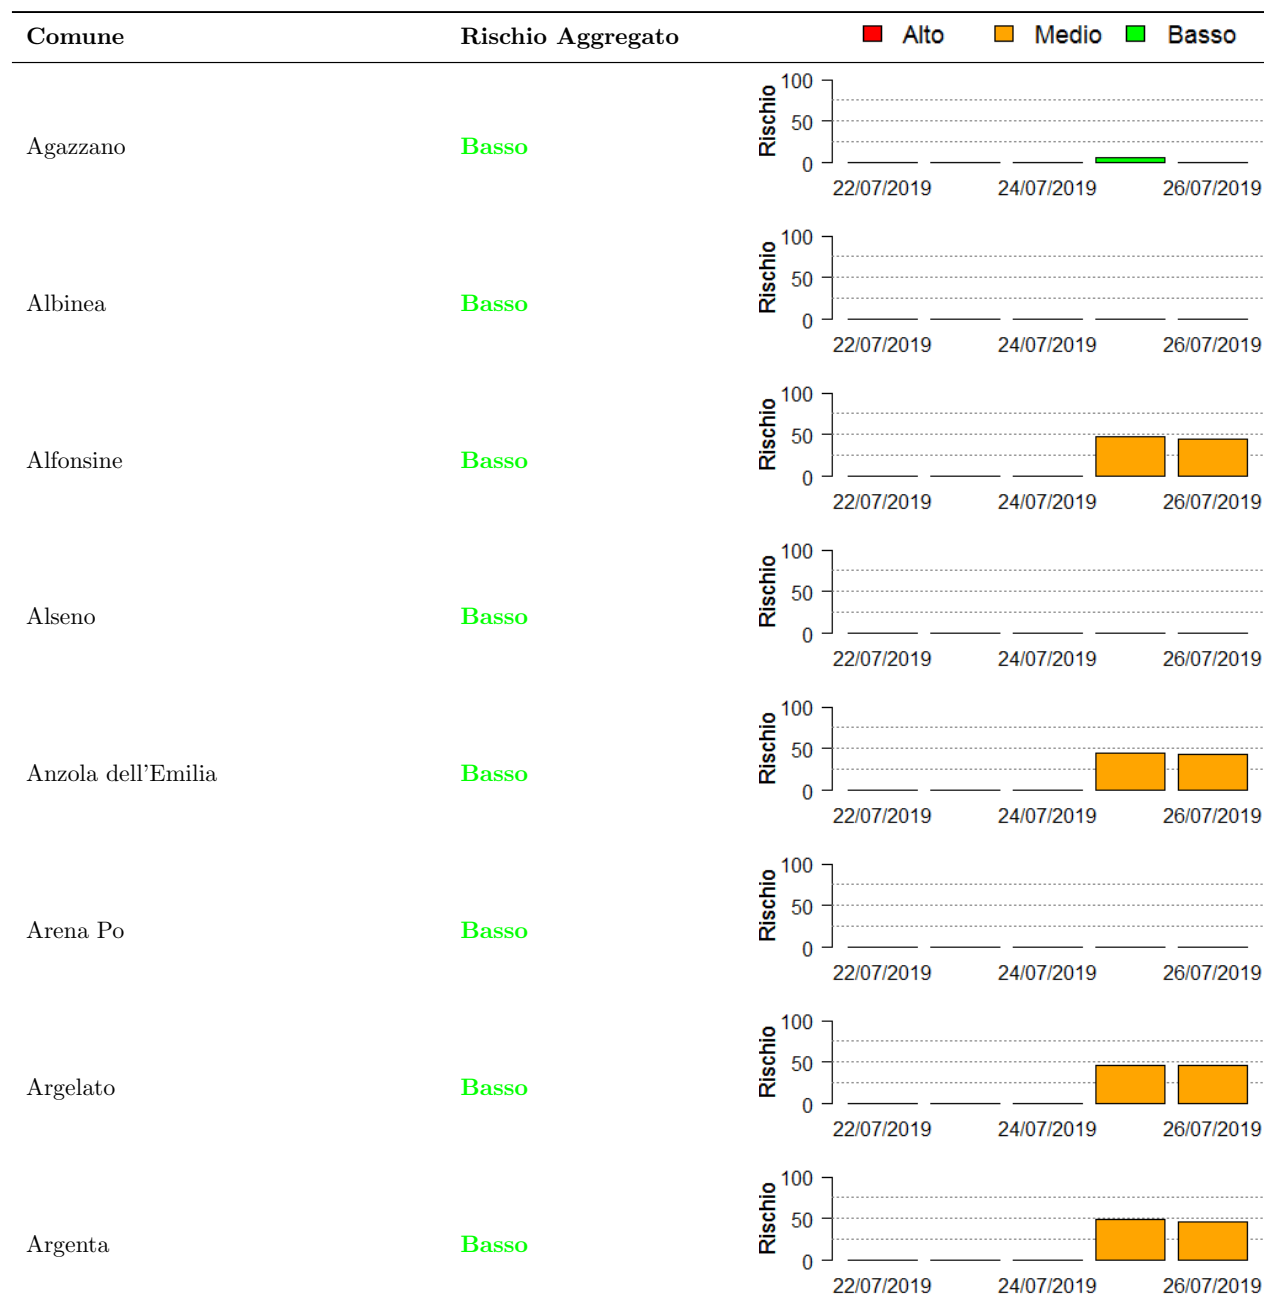 Comune Rischio Aggregato Alto Medio Basso
Agazzano Basso Rischio 100 50 0
22/07/2019 24/07/2019 26/07/2019
Albinea Basso Rischio 100 50 0
22/07/2019 24/07/2019 26/07/2019
Alfonsine Basso Rischio 100 50 0
22/07/2019 24/07/2019 26/07/2019
Alseno Basso Rischio 100 50 0
22/07/2019 24/07/2019 26/07/2019
Anzola dell'Emilia Basso Rischio 100 50 0
22/07/2019 24/07/2019 26/07/2019
Arena Po Basso Rischio 100 50 0
22/07/2019 24/07/2019 26/07/2019
Argelato Basso Rischio 100 50 0
22/07/2019 24/07/2019 26/07/2019
Argenta Basso Rischio 100 50 0
22/07/2019 24/07/2019 26/07/2019